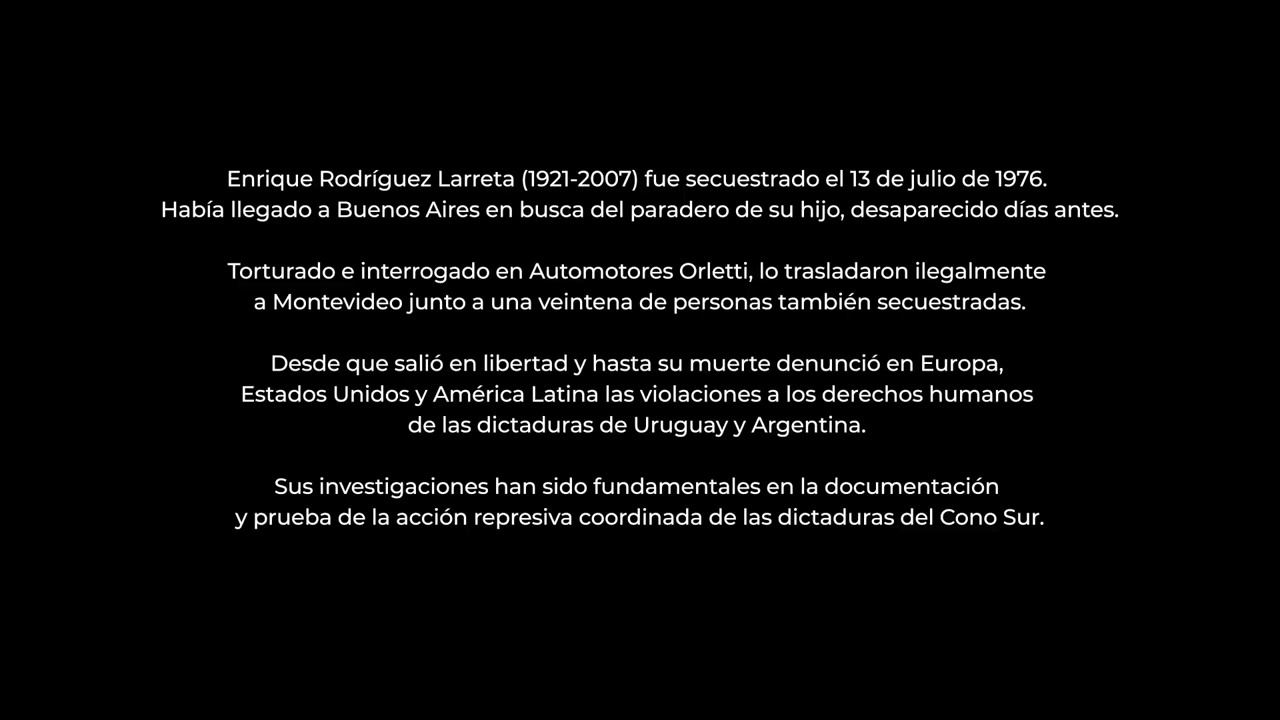 Enrique Rodríguez Larreta (1921-2007) fue secuestrado el 13 de julio de 1976.
Había llegado a Buenos Aires en busca del paradero de su hijo, desaparecido días antes.
Torturado e interrogado en Automotores Orletti, lo trasladaron ilegalmente
a Montevideo junto a una veintena de personas también secuestradas.
Desde que salió en libertad y hasta su muerte denunció en Europa,
Estados Unidos y América Latina las violaciones a los derechos humanos
de las dictaduras de Uruguay y Argentina.
Sus investigaciones han sido fundamentales en la documentación
y prueba de la acción represiva coordinada de las dictaduras del Cono Sur.